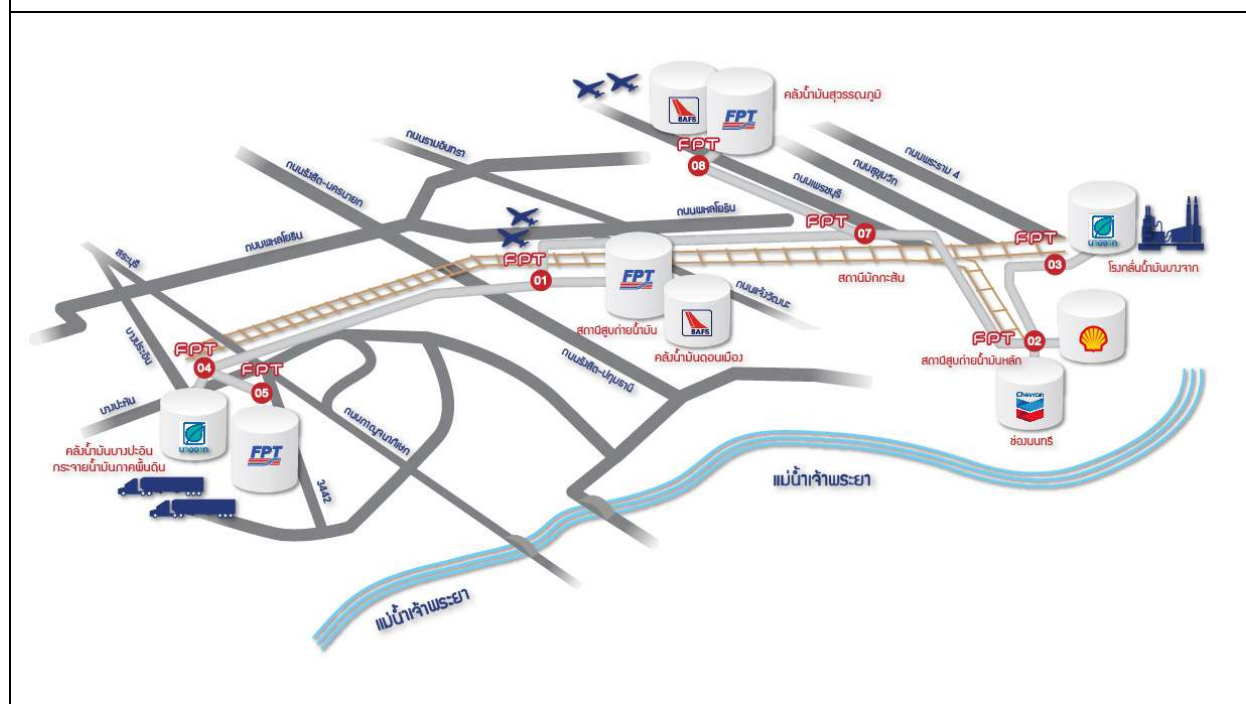 คลังน้ำมันสุวรรณภูมิ
BAFS
FPT
FPT
08
ถนนรามอินทรา
ถนนรังสิต-นครนายก
ถนนเพชรบุรี
ถนนสุขุมวิท
ถนนพระราม 4
ถนนพหลโยธิน
ถนนพหลโยธิน
FPT
07
FPT
03
บางจาก
โรงกลั่นน้ำมันบางจาก
สระบุรี
FPT
01
FPT
BAFS
สถานีมักกะสัน
ถนนแจ้งวัฒนะ
สถานีสูบถ่ายน้ำมัน
คลังน้ำมันดอนเมือง
บางประอิน
FPT
04
FPT
05
ถนนรังสิต-ปทุมธานี
FPT
02
สถานีสูบถ่ายน้ำมันหลัก
Chevron
ช่องนนทรี
บางปะหัน
บางจาก
FPT
ถนนกาญจนาภิเษก
คลังน้ำมันบางปะอิน
กระจายน้ำมันภาคพื้นดิน
3442
แม่น้ำเจ้าพระยา
แม่น้ำเจ้าพระยา